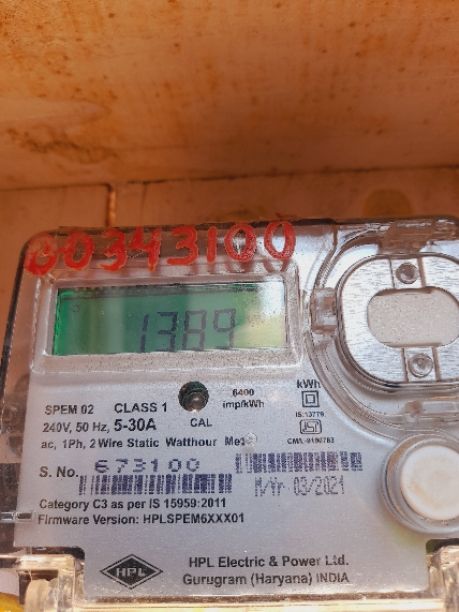 00343100
1389
SPEM 02 CLASS 1
240V, 50 Hz, 5-30A
CAL
6400
imp/kWh
kWh
ac, 1Ph, 2 Wire Static Watthour
S. No. 673100
M/Yr 03/2021
Category C3 as per IS 15959:2011
Firmware Version: HPLSPEM6XXX01
IS:13779
HPL
HPL Electric & Power Ltd.
Gurugram (Haryana) INDIA